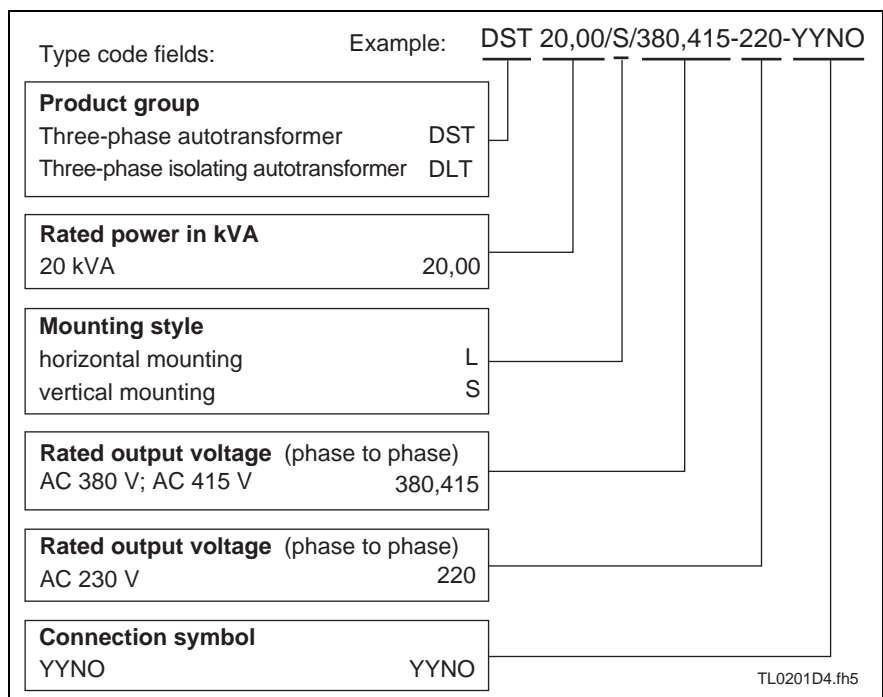 Type code fields: Example: DST 20,00/S/380,415-220-YYNO
Product group
Three-phase autotransformer DST
Three-phase isolating autotransformer DLT
Rated power in kVA
20 kVA 20,00
Mounting style
horizontal mounting L
vertical mounting S
Rated output voltage (phase to phase)
AC 380 V; AC 415 V 380,415
Rated output voltage (phase to phase)
AC 230 V 220
Connection symbol
YYNO YYNO
TL0201D4.fh5